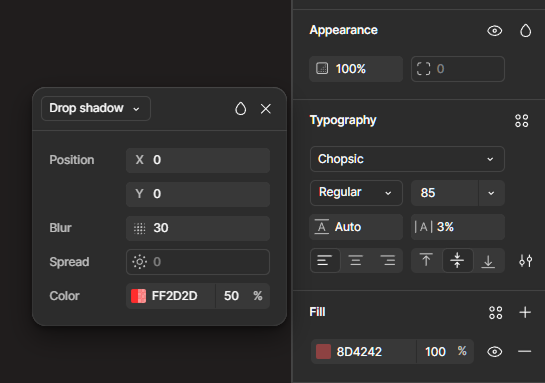 Appearance
100%
0
Typography
Chopsic
Regular
85
Auto
|A| 3%
Fill
8D4242
100 %
Drop shadow
Position
X 0
Y 0
Blur
30
Spread
0
Color
FF2D2D
50 %